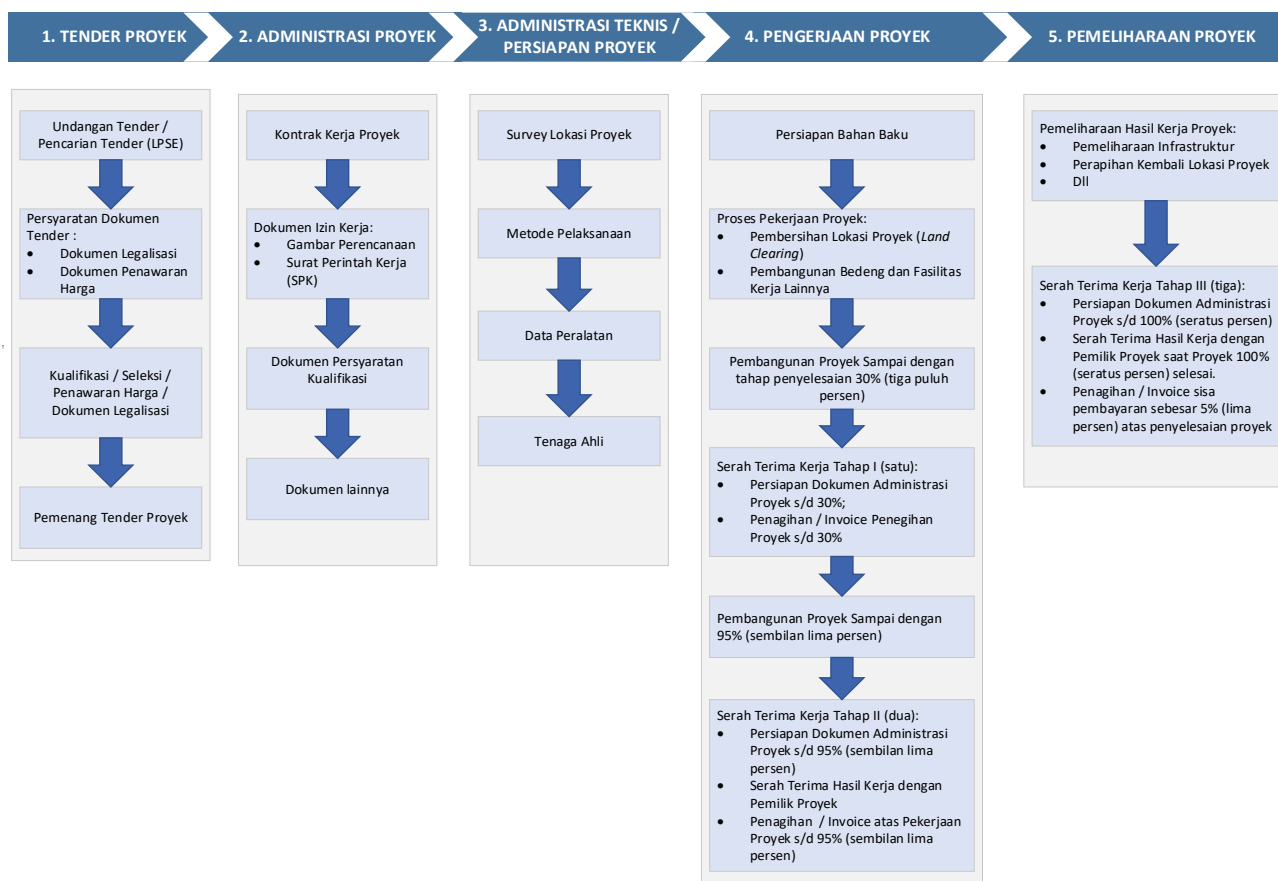 1. TENDER PROYEK
2. ADMINISTRASI PROYEK
3. ADMINISTRASI TEKNIS /
PERSIAPAN PROYEK
4. PENGERJAAN PROYEK
5. PEMELIHARAAN PROYEK
Undangan Tender /
Pencarian Tender (LPSE)
Persyaratan Dokumen
Tender :
• Dokumen Legalisasi
• Dokumen Penawaran
Harga
Kualifikasi / Seleksi /
Penawaran Harga /
Dokumen Legalisasi
Pemenang Tender Proyek
Kontrak Kerja Proyek
Dokumen Izin Kerja:
• Gambar Perencanaan
• Surat Perintah Kerja
(SPK)
Dokumen Persyaratan
Kualifikasi
Dokumen lainnya
Survey Lokasi Proyek
Metode Pelaksanaan
Data Peralatan
Tenaga Ahli
Persiapan Bahan Baku
Proses Pekerjaan Proyek:
• Pembersihan Lokasi Proyek (Land
Clearing)
• Pembangunan Bedeng dan Fasilitas
Kerja Lainnya
Pembangunan Proyek Sampai dengan
tahap penyelesaian 30% (tiga puluh
persen)
Serah Terima Kerja Tahap I (satu):
• Persiapan Dokumen Administrasi
Proyek s/d 30%;
• Penagihan / Invoice Penegihan
Proyek s/d 30%
Pembangunan Proyek Sampai dengan
95% (sembilan lima persen)
Serah Terima Kerja Tahap II (dua):
• Persiapan Dokumen Administrasi
Proyek s/d 95% (sembilan lima
persen)
• Serah Terima Hasil Kerja dengan
Pemilik Proyek
• Penagihan / Invoice atas Pekerjaan
Proyek s/d 95% (sembilan lima
persen)
Pemeliharaan Hasil Kerja Proyek:
• Pemeliharaan Infrastruktur
• Perapihan Kembali Lokasi Proyek
• Dll
Serah Terima Kerja Tahap III (tiga):
• Persiapan Dokumen Administrasi
Proyek s/d 100% (seratus persen)
• Serah Terima Hasil Kerja dengan
Pemilik Proyek saat Proyek 100%
(seratus persen) selesai.
• Penagihan / Invoice sisa
pembayaran sebesar 5% (lima
persen) atas penyelesaian proyek